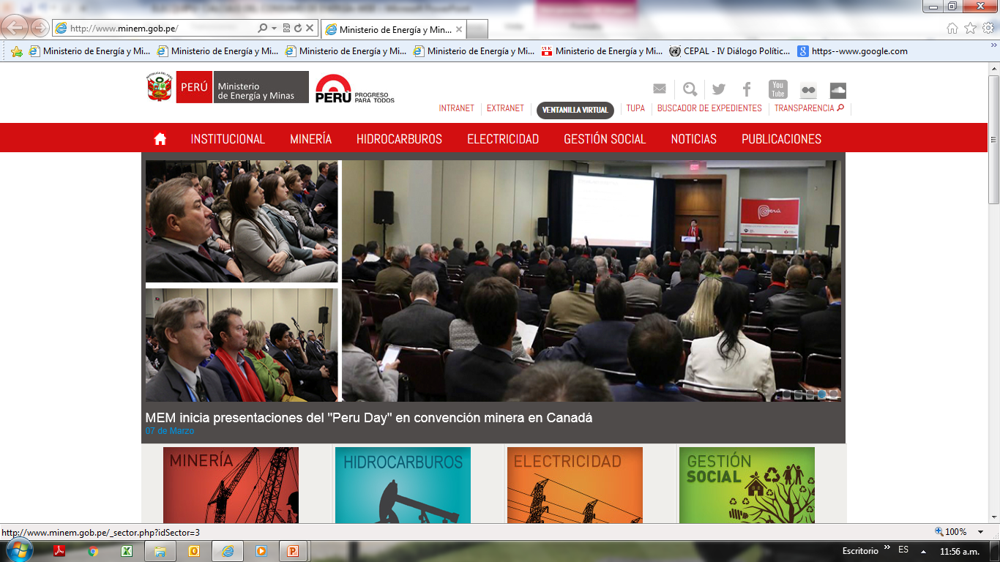 http://www.minem.gob.pe/
Ministerio de Energía y Min...
Ministerio de Energía y Mi...
Ministerio de Energía y Mi...
Ministerio de Energía y Mi...
Ministerio de Energía y Mi...
Ministerio de Energía y Mi...
CEPAL - IV Diálogo Polític...
https--www.google.com
PERÚ
Ministerio
de Energía y Minas
PERÚ PROGRESO
PARA TODOS
You
Tube
INTRANET
EXTRANET
VENTANILLA VIRTUAL
TUPA
BUSCADOR DE EXPEDIENTES
TRANSPARENCIA
INSTITUCIONAL
MINERÍA
HIDROCARBUROS
ELECTRICIDAD
GESTIÓN SOCIAL
NOTICIAS
PUBLICACIONES
Perú
MEM inicia presentaciones del "Peru Day" en convención minera en Canadá
07 de Marzo
MINERÍA
HIDROCARBUROS
ELECTRICIDAD
GESTIÓN
SOCIAL
http://www.minem.gob.pe/_sector.php?idSector=3
100%
Escritorio
ES
11:56 a.m.